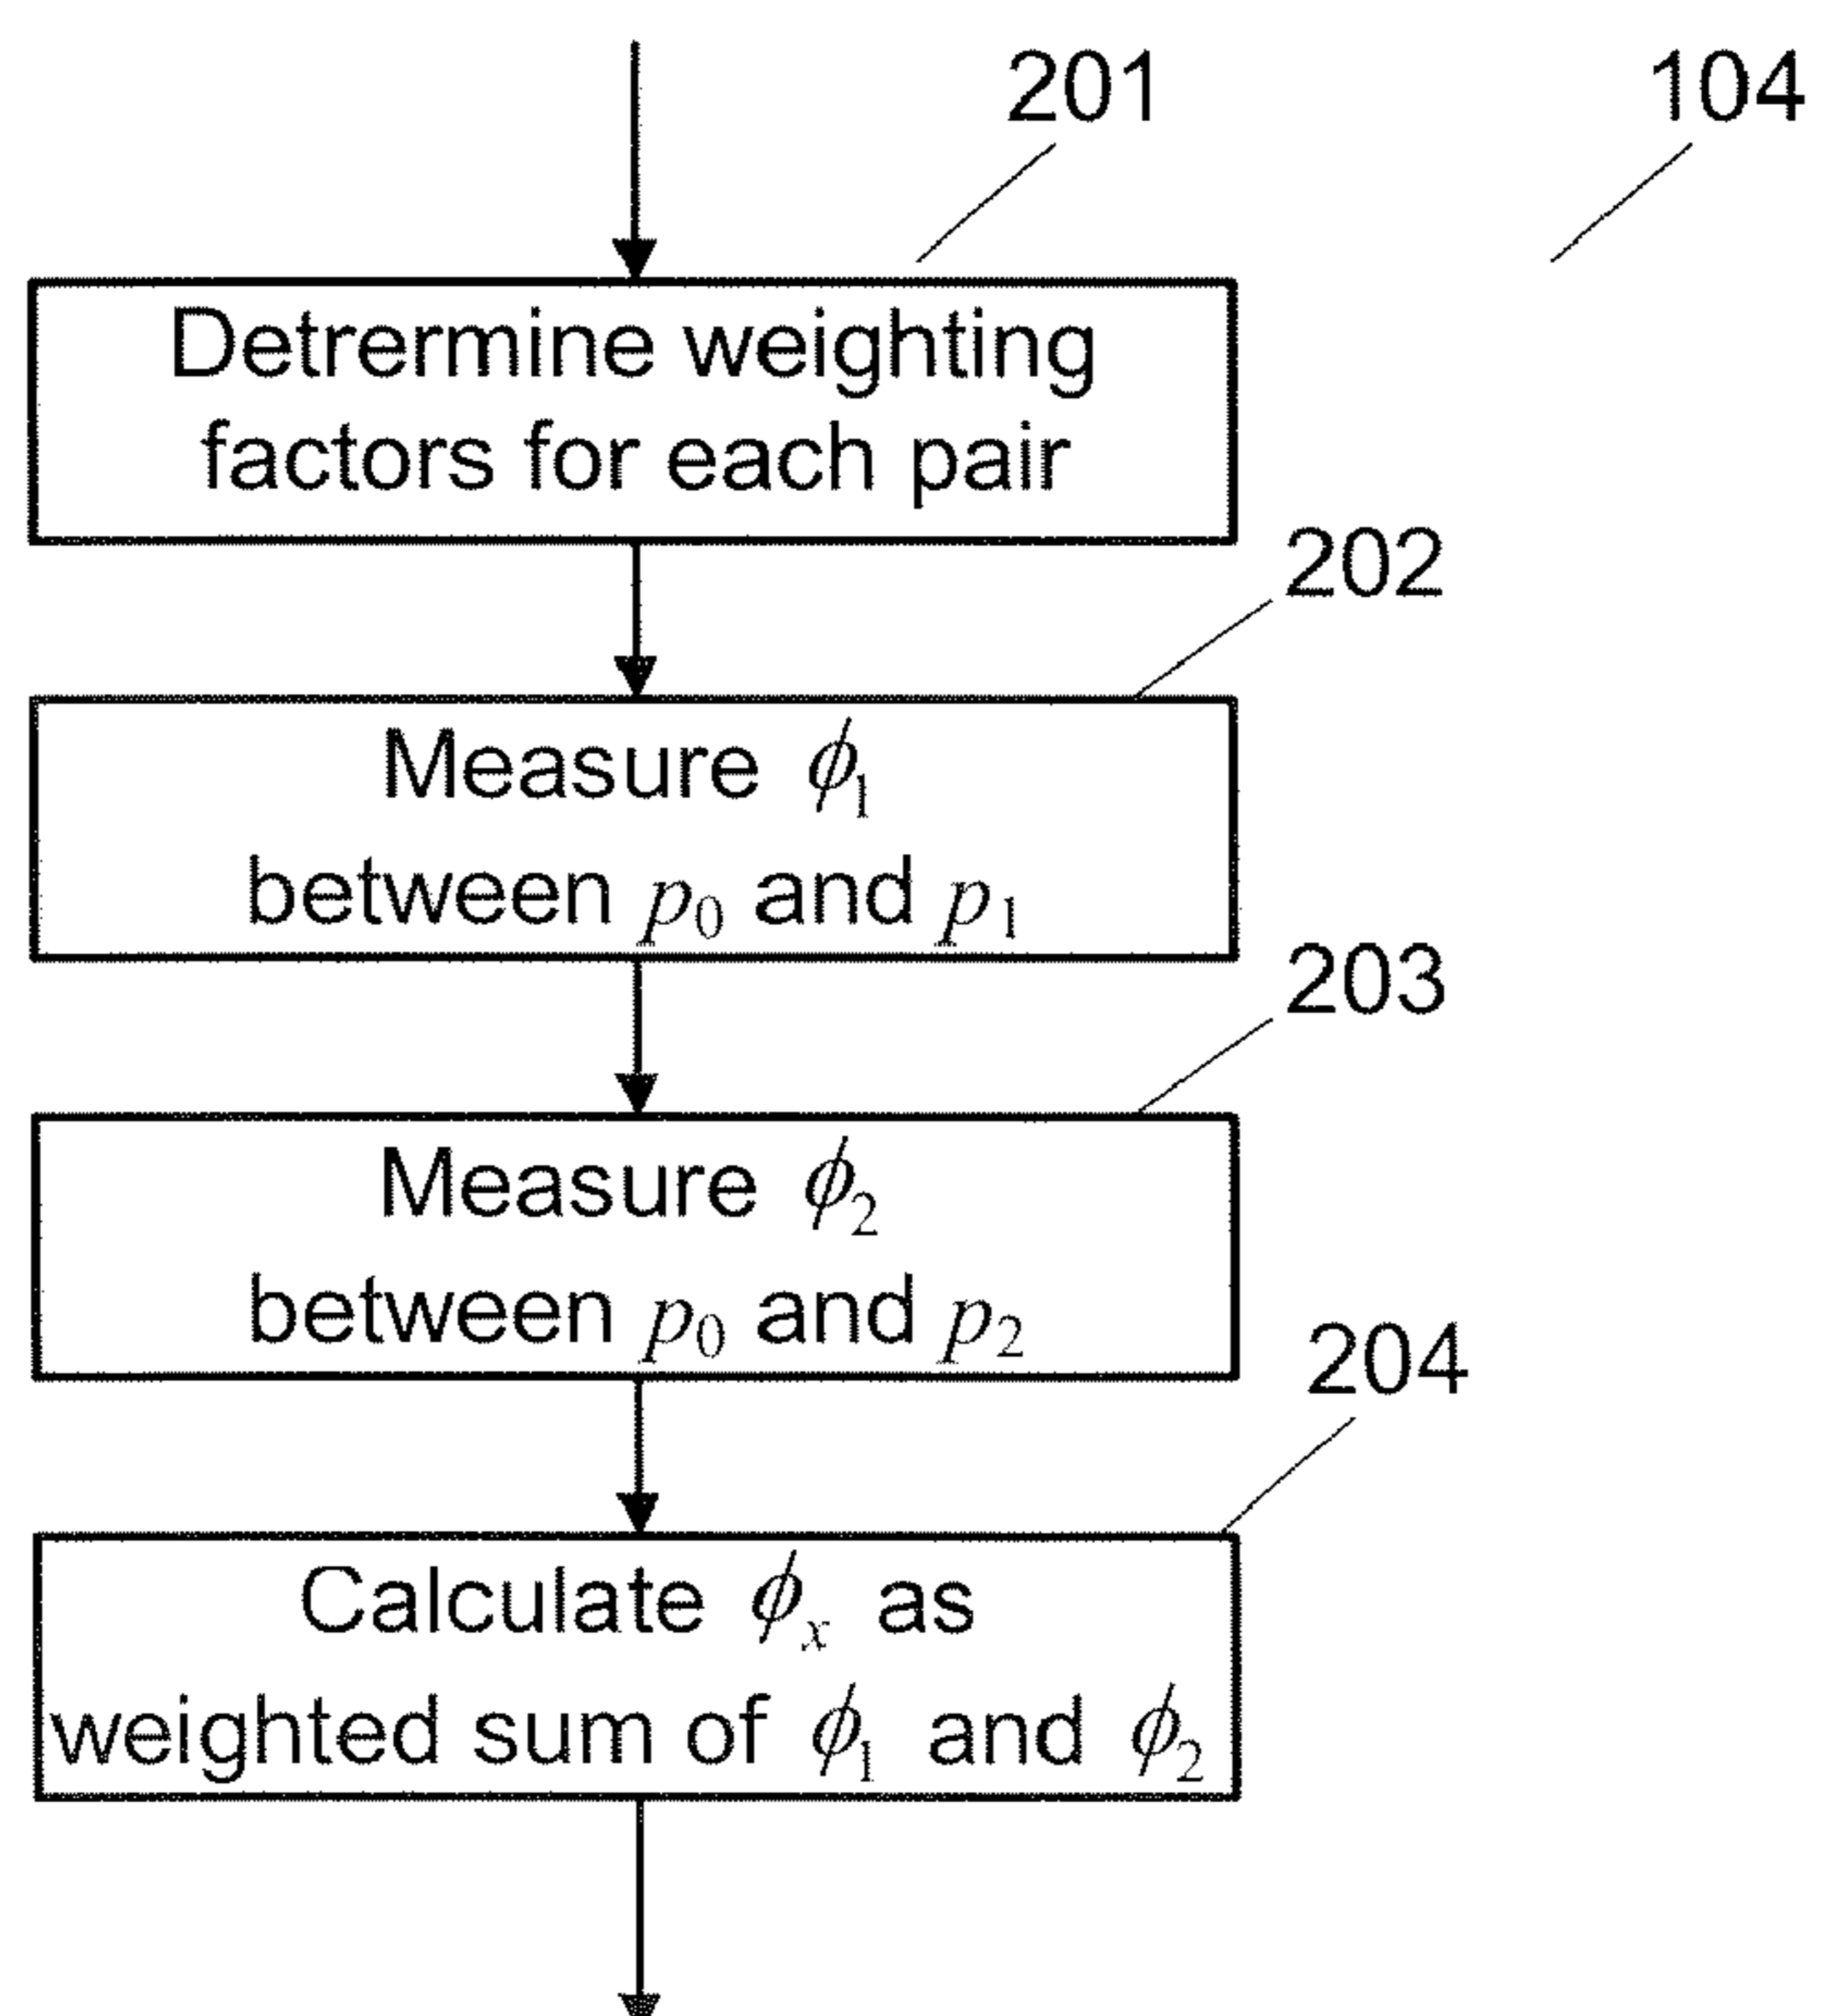 201
104
Detrermine weighting
factors for each pair
202
Measure ϕ₁
between p₀ and p₁
203
Measure ϕ₂
between p₀ and p₂
204
Calculate ϕₓ as
weighted sum of ϕ₁ and ϕ₂